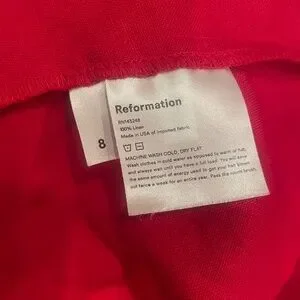 Reformation
8
RN143248
100% Linen
Made in USA of imported fabric
MACHINE WASH COLD, DRY FLAT
Wash clothes in cold water as opposed to warm or hot,
and always wait until you have a full load. You will save
the same amount of energy used to get your hair blown
out twice a week for an entire year. Pass the round brush.